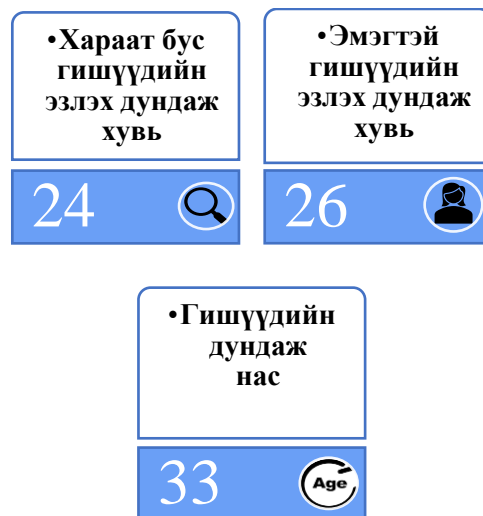 •Хараат бус
гишүүдийн
эзлэх дундаж
хувь
24
•Эмэгтэй
гишүүдийн
эзлэх дундаж
хувь
26
•Гишүүдийн
дундаж
нас
33
Age